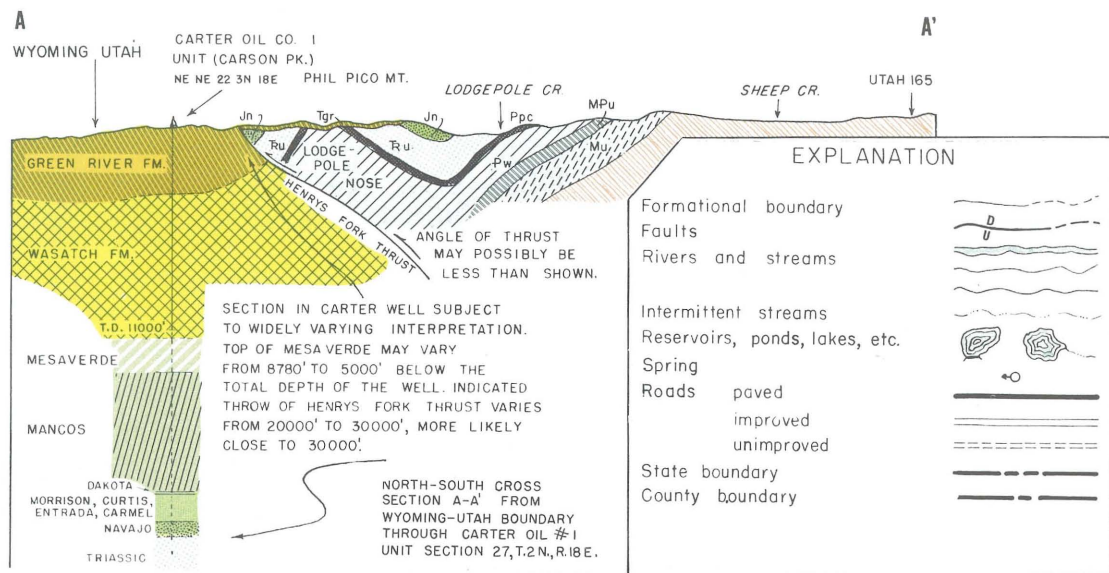 A
A'
WYOMING UTAH
CARTER OIL CO. 1
UNIT (CARSON PK.)
NE NE 22 3N 18E
PHIL PICO MT.
LODGEPOLE CR.
SHEEP CR.
UTAH 165
Jn
Tgr
Jn
Ppc
MPu
GREEN RIVER FM.
Ʀu
LODGE-
POLE
NOSE
Ʀu
Pw
Mu
HENRYS FORK THRUST
WASATCH FM.
ANGLE OF THRUST
MAY POSSIBLY BE
LESS THAN SHOWN.
T.D. 11000'
SECTION IN CARTER WELL SUBJECT
TO WIDELY VARYING INTERPRETATION.
TOP OF MESAVERDE MAY VARY
FROM 8780' TO 5000' BELOW THE
TOTAL DEPTH OF THE WELL. INDICATED
THROW OF HENRYS FORK THRUST VARIES
FROM 20000' TO 30000', MORE LIKELY
CLOSE TO 30000'.
MESAVERDE
MANCOS
DAKOTA
MORRISON, CURTIS,
ENTRADA, CARMEL
NAVAJO
TRIASSIC
NORTH-SOUTH CROSS
SECTION A-A' FROM
WYOMING-UTAH BOUNDARY
THROUGH CARTER OIL #1
UNIT SECTION 27, T.2N., R.18E.
EXPLANATION
Formational boundary
Faults
D
U
Rivers and streams
Intermittent streams
Reservoirs, ponds, lakes, etc.
Spring
Roads paved
improved
unimproved
State boundary
County boundary